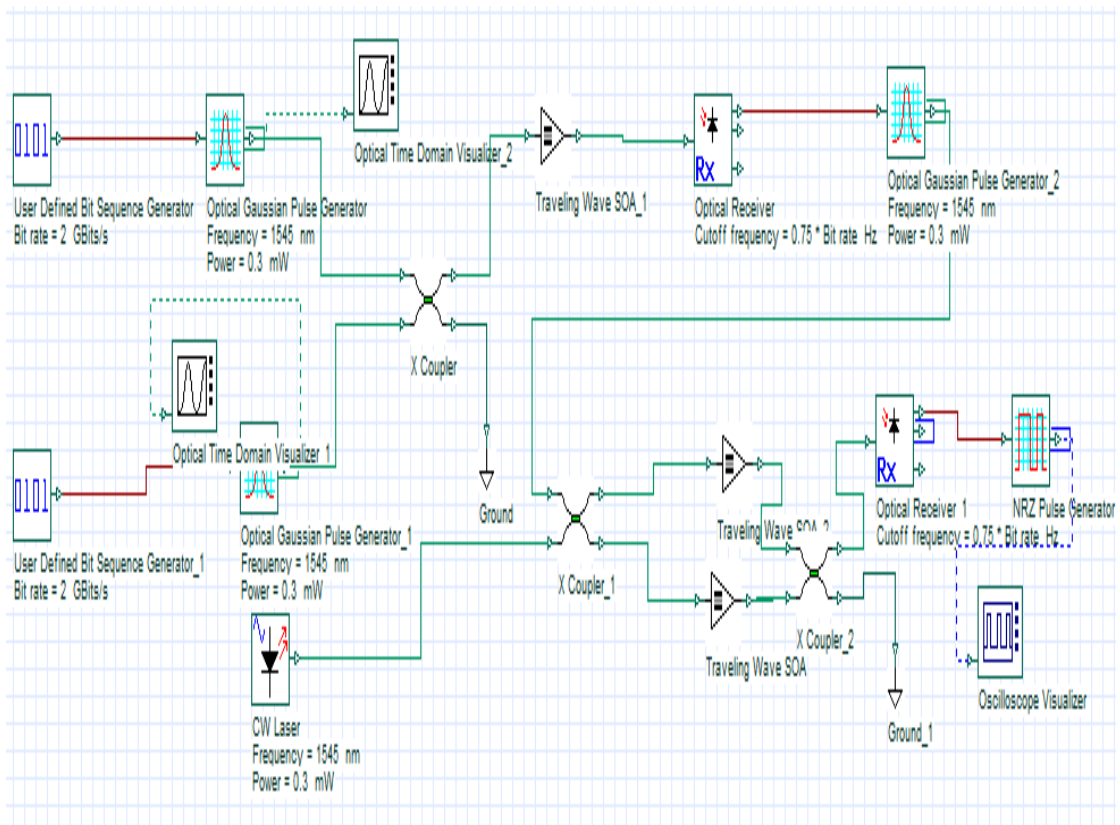 Optical Time Domain Visualizer_2
User Defined Bit Sequence Generator
Bit rate = 2 GBits/s
Optical Gaussian Pulse Generator
Frequency = 1545 nm
Power = 0.3 mW
Traveling Wave SOA_1
Rx
Optical Receiver
Cutoff frequency = 0.75 * Bit rate Hz
Optical Gaussian Pulse Generator_2
Frequency = 1545 nm
Power = 0.3 mW
X Coupler
Optical Time Domain Visualizer_1
Ground
User Defined Bit Sequence Generator_1
Bit rate = 2 GBits/s
Optical Gaussian Pulse Generator_1
Frequency = 1545 nm
Power = 0.3 mW
X Coupler_1
Traveling Wave
Rx
Optical Receiver_1
Cutoff frequency = 0.75 * Bit rate Hz
NRZ Pulse Generator
X Coupler_2
Traveling Wave SOA
CW Laser
Frequency = 1545 nm
Power = 0.3 mW
Ground_1
Oscilloscope Visualizer